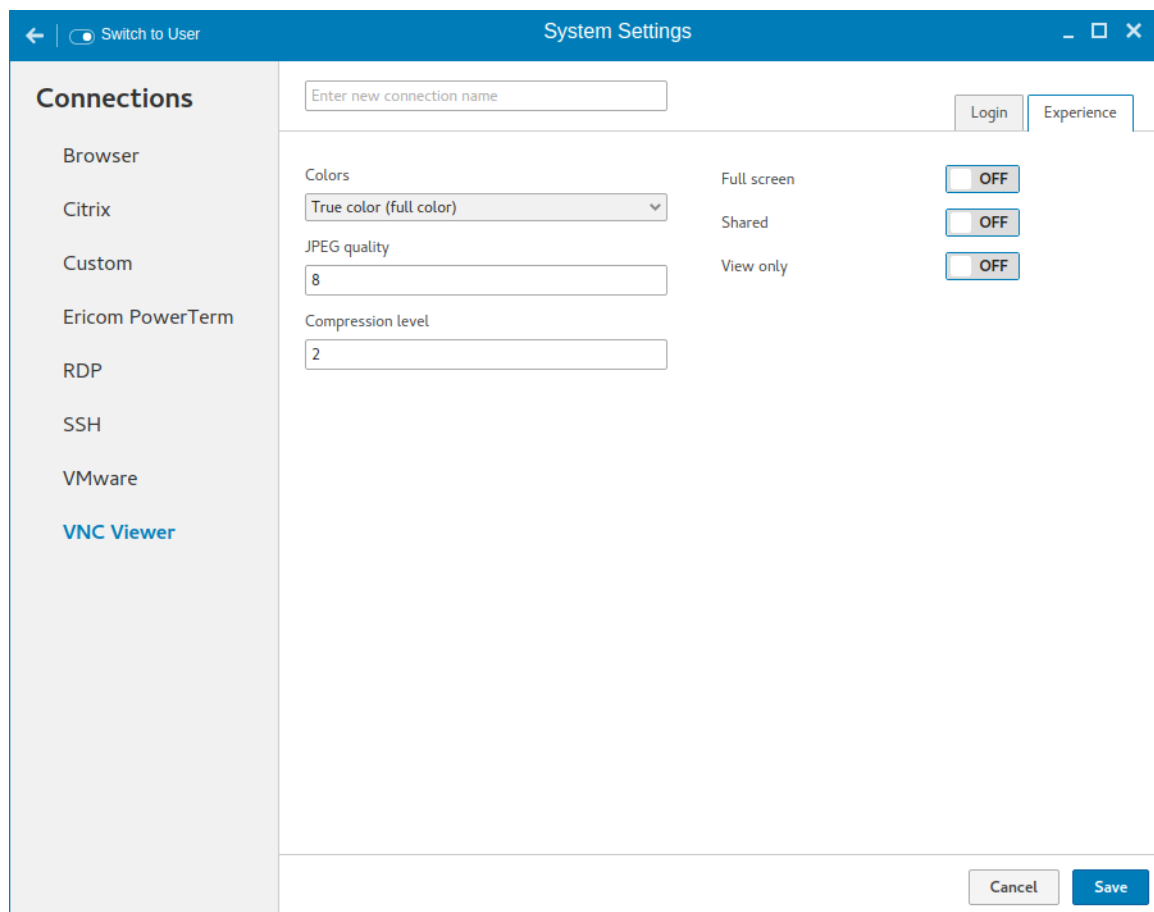 Switch to User
System Settings
Connections
Browser
Citrix
Custom
Ericom PowerTerm
RDP
SSH
VMware
VNC Viewer
Enter new connection name
Login
Experience
Colors
True color (full color)
JPEG quality
8
Compression level
2
Full screen
OFF
Shared
OFF
View only
OFF
Cancel
Save